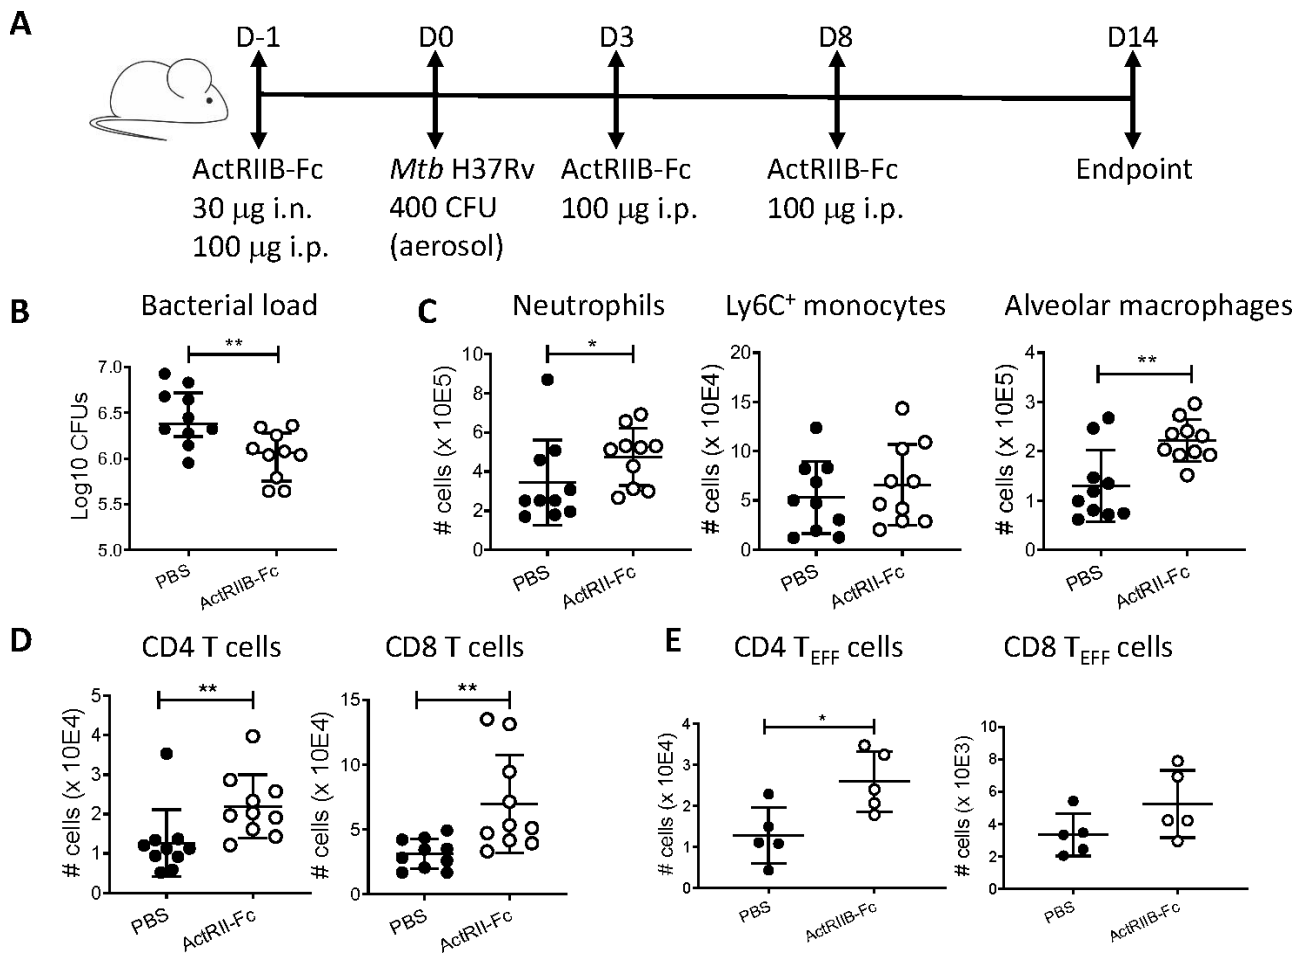 A
D-1 D0 D3 D8 D14
ActRIIB-Fc Mtb H37Rv ActRIIB-Fc ActRIIB-Fc Endpoint
30 µg i.n. 400 CFU 100 µg i.p. 100 µg i.p.
100 µg i.p. (aerosol)
B Bacterial load
**
Log10 CFUs
7.0
6.5
6.0
5.5
5.0
PBS
ActRIIB-Fc
C Neutrophils
*
# cells (x 10E5)
10
8
6
4
2
0
PBS
ActRII-Fc
Ly6C+ monocytes
# cells (x 10E4)
20
15
10
5
0
PBS
ActRII-Fc
Alveolar macrophages
**
# cells (x 10E5)
4
3
2
1
0
PBS
ActRII-Fc
D CD4 T cells
**
# cells (x 10E4)
5
4
3
2
1
0
PBS
ActRII-Fc
CD8 T cells
**
# cells (x 10E4)
15
10
5
0
PBS
ActRII-Fc
E CD4 TEFF cells
*
# cells (x 10E4)
4
3
2
1
0
PBS
ActRIIB-Fc
CD8 TEFF cells
# cells (x 10E3)
10
8
6
4
2
0
PBS
ActRIIB-Fc